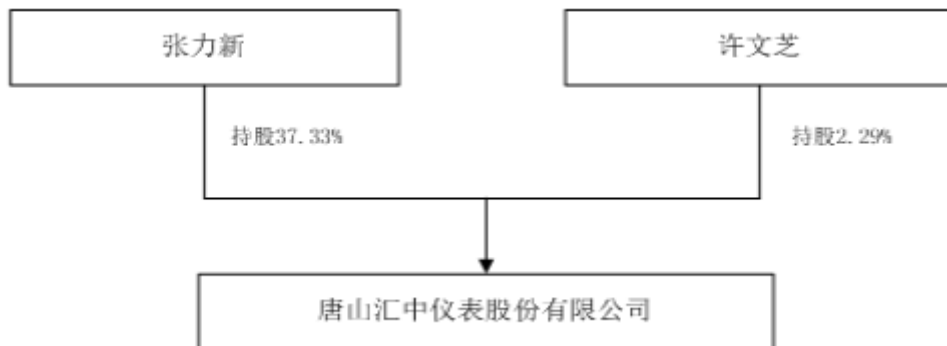 张力新
许文芝
持股37.33%
持股2.29%
唐山汇中仪表股份有限公司